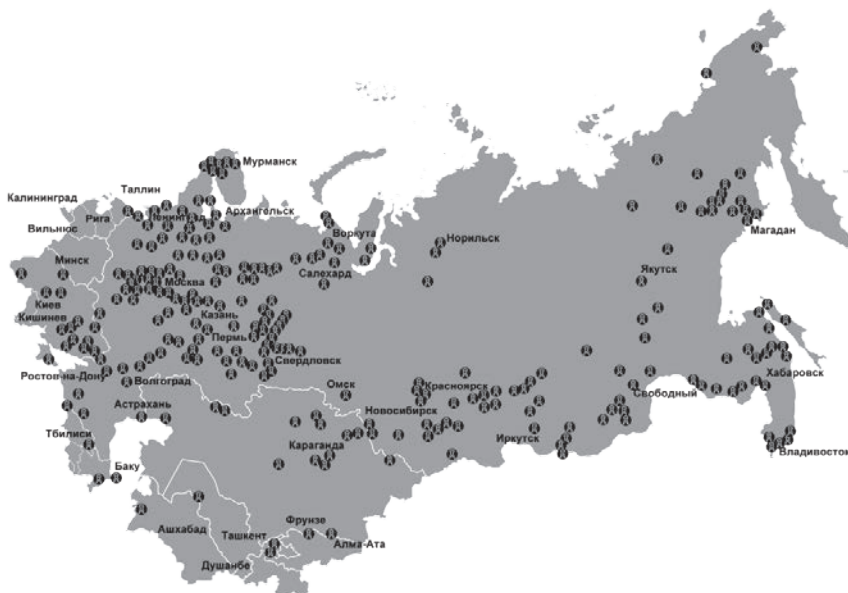 Мурманск
Таллин
Калининград
Рига
Ленинград
Архангельск
Вильнюс
Воркута
Норильск
Магадан
Минск
Салехард
Москва
Якутск
Киев
Казань
Кишинев
Пермь
Свердловск
Ростов-на-Дону
Волгоград
Омск
Красноярск
Свободный
Хабаровск
Астрахань
Новосибирск
Тбилиси
Караганда
Иркутск
Владивосток
Баку
Ашхабад
Фрунзе
Ташкент
Алма-Ата
Душанбе